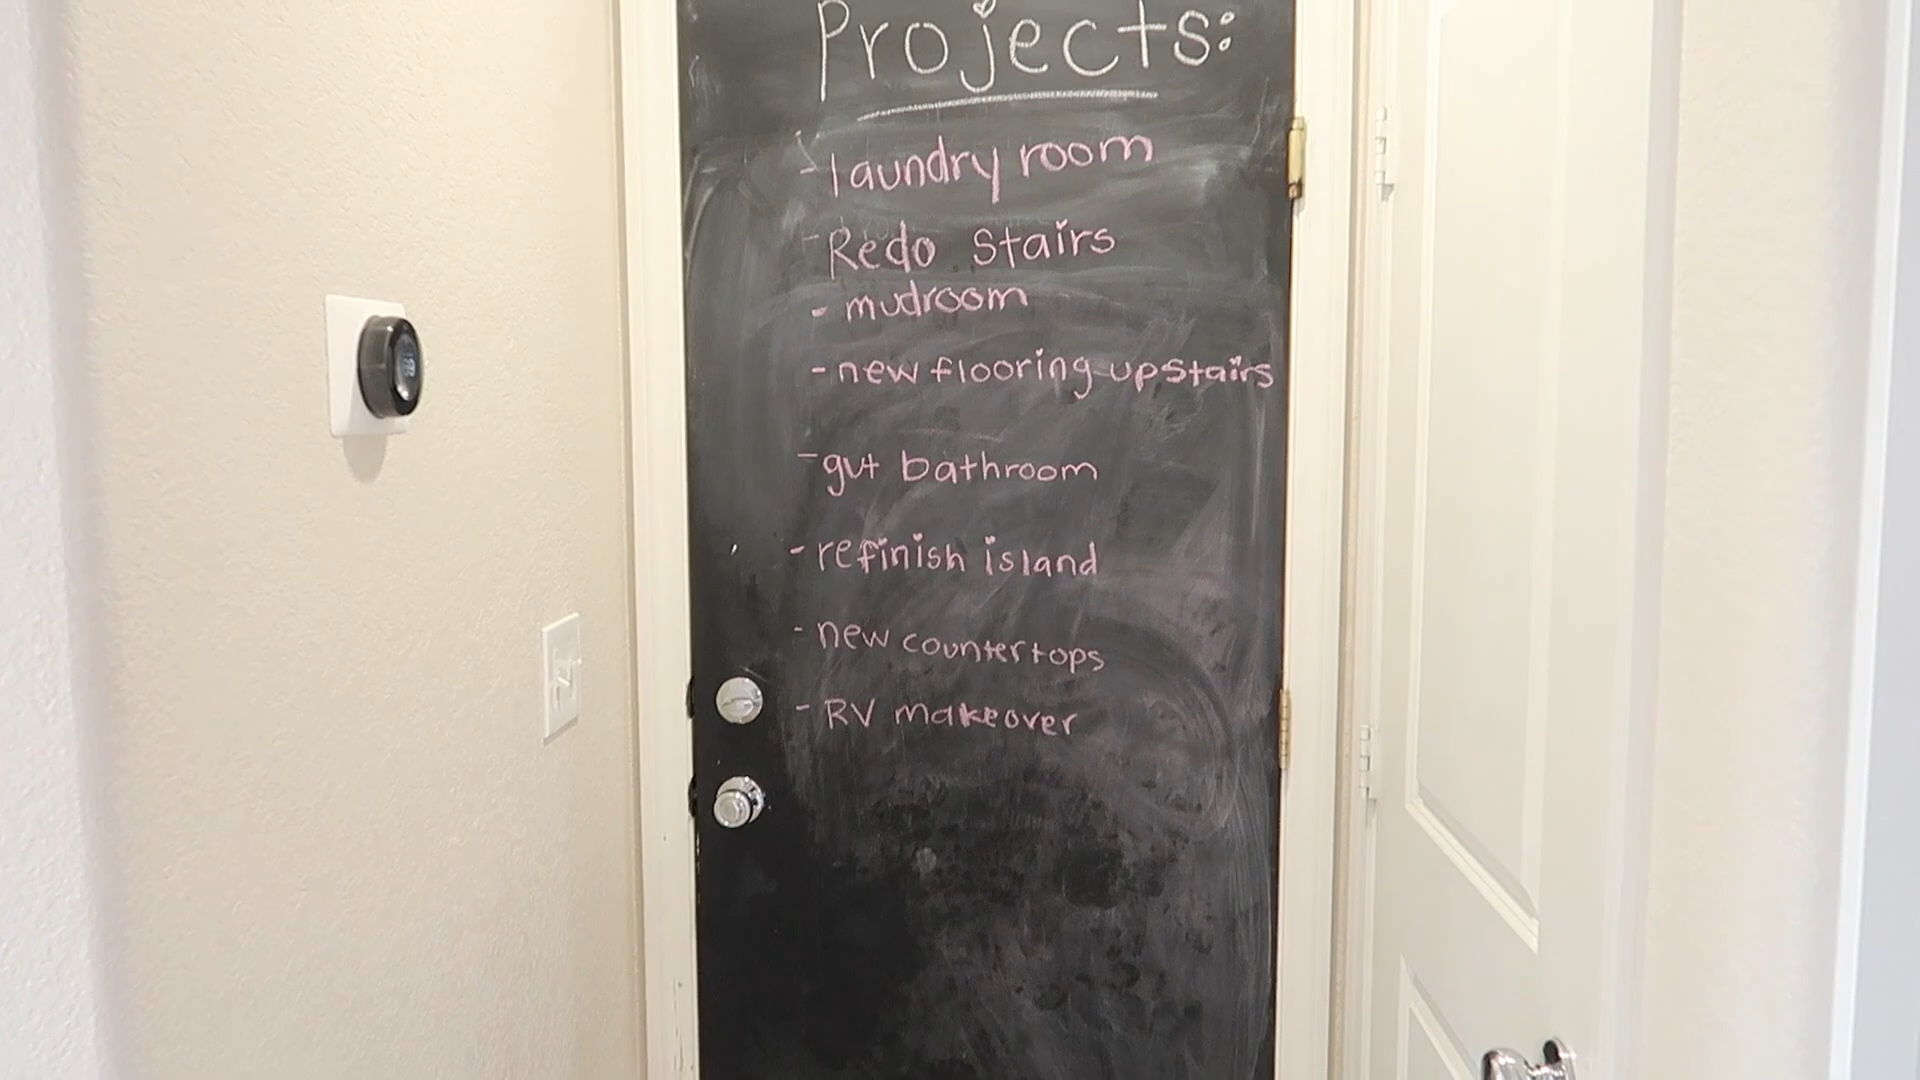 Projects:
- laundry room
- Redo Stairs
- mudroom
- new flooring upstairs
- gut bathroom
- refinish island
- new countertops
- RV makeover